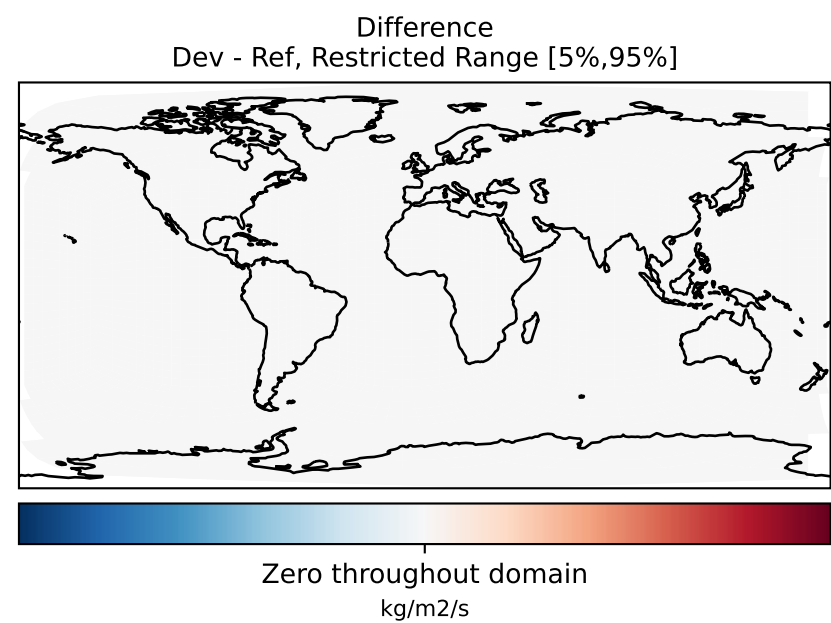 Difference
Dev - Ref, Restricted Range [5%,95%]
Zero throughout domain
kg/m2/s